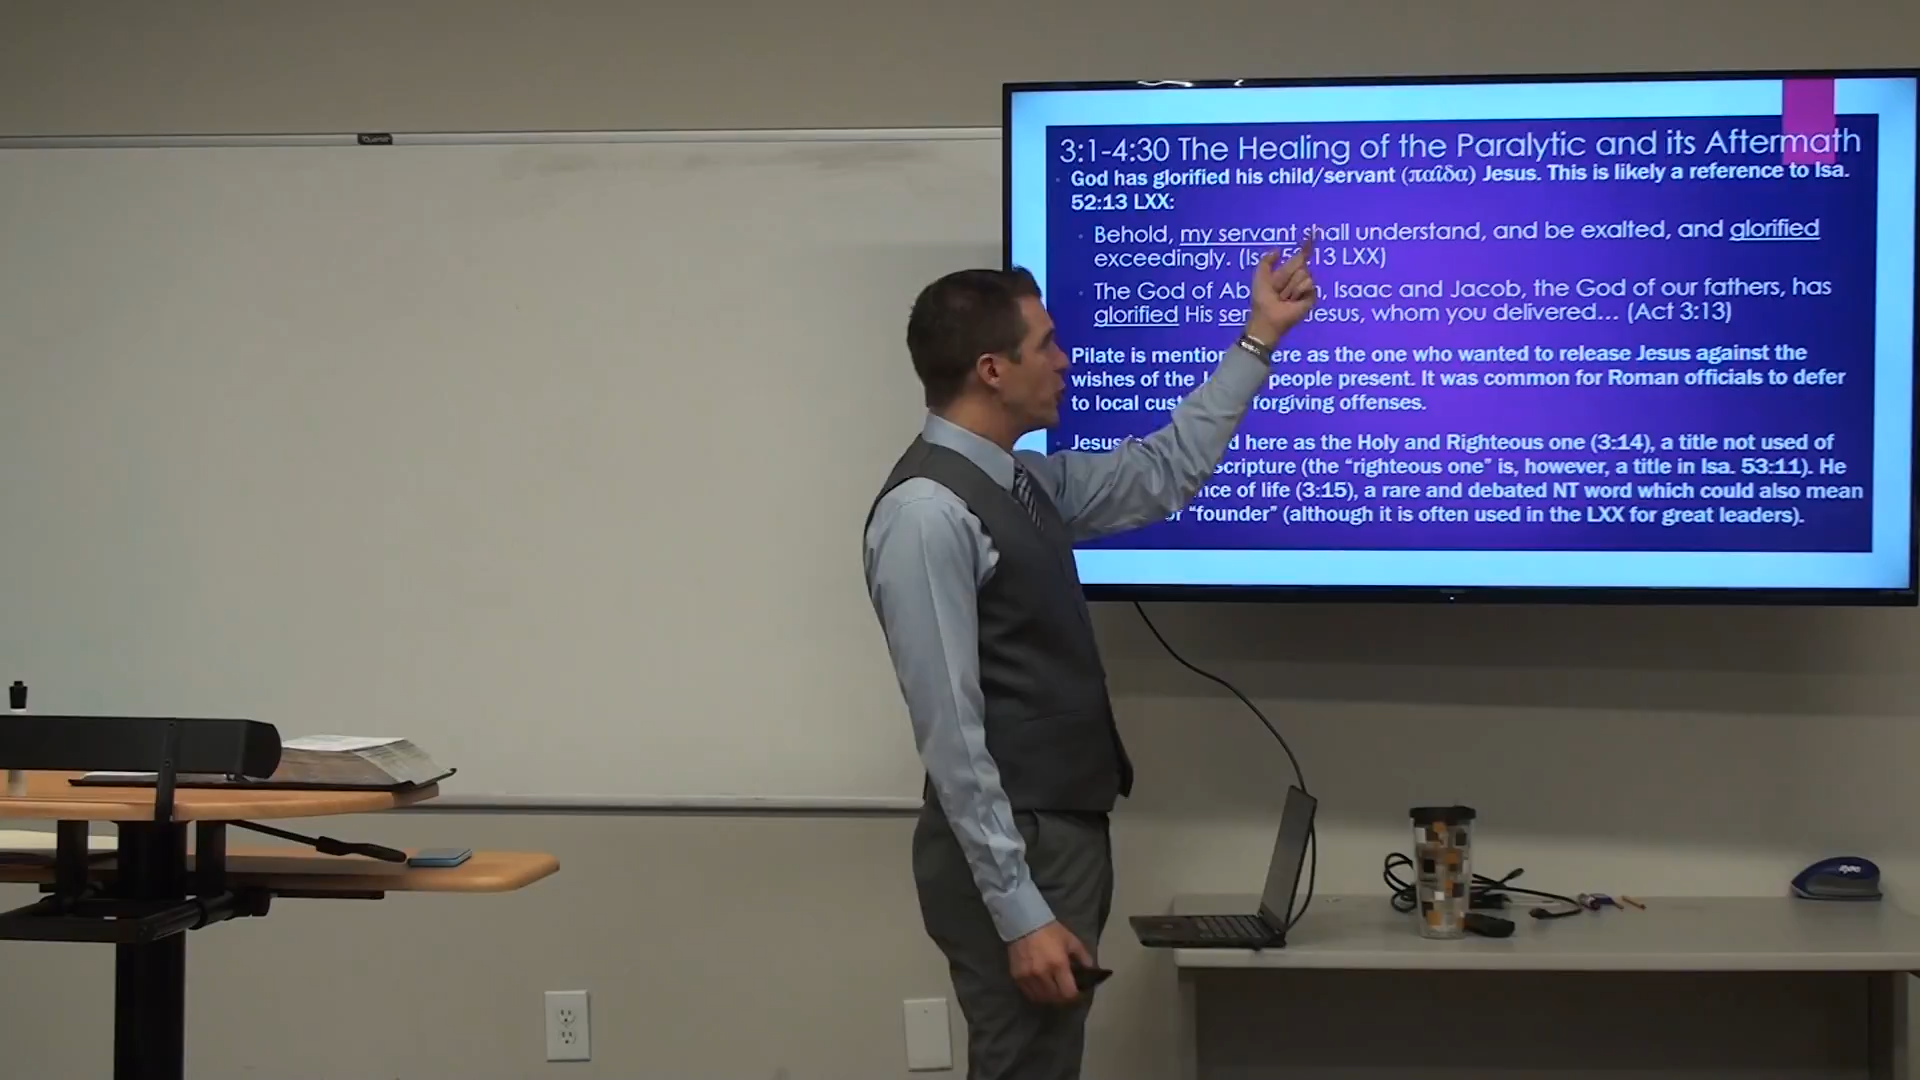 3:1-4:30 The Healing of the Paralytic and its Aftermath
God has glorified his child/servant (παῖδα) Jesus. This is likely a reference to Isa.
52:13 LXX:
Behold, my servant shall understand, and be exalted, and glorified
exceedingly. (Isa 52:13 LXX)
The God of Ab , Isaac and Jacob, the God of our fathers, has
glorified His ser Jesus, whom you delivered... (Act 3:13)
Pilate is mention ere as the one who wanted to release Jesus against the
wishes of the people present. It was common for Roman officials to defer
to local cust forgiving offenses.
Jesus d here as the Holy and Righteous one (3:14), a title not used of
scripture (the "righteous one" is, however, a title in Isa. 53:11). He
nce of life (3:15), a rare and debated NT word which could also mean
or "founder" (although it is often used in the LXX for great leaders).